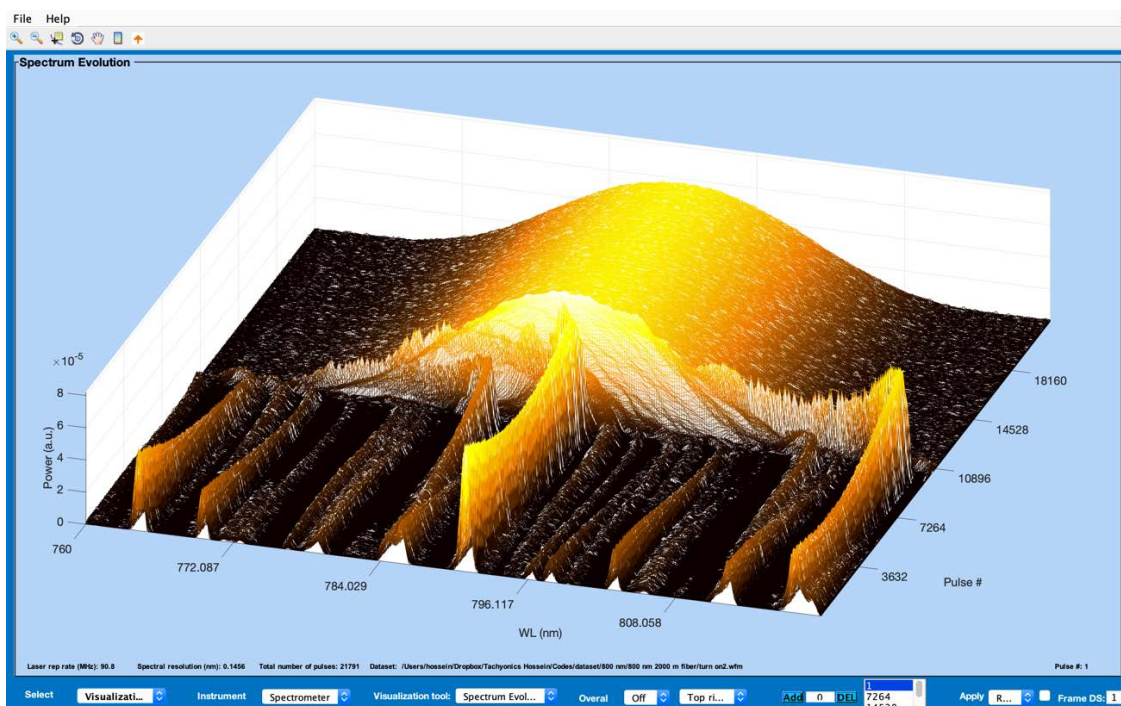 File Help
Spectrum Evolution
×10-5
8
6
4
2
0
Power (a.u.)
760
772.087
784.029
796.117
808.058
WL (nm)
3632
7264
10896
14528
18160
Pulse #
Laser rep rate (MHz): 90.8 Spectral resolution (nm): 0.1456 Total number of pulses: 21791 Dataset: /Users/hossein/Dropbox/Tachyonics Hossein/Codes/dataset/800 nm/800 nm 2000 m fiber/turn on2.wfm Pulse #: 1
Select Visualizati... Instrument Spectrometer Visualization tool: Spectrum Evol... Overal Off Top ri... Add 0 DEL 1 Apply R... Frame DS: 1
7264